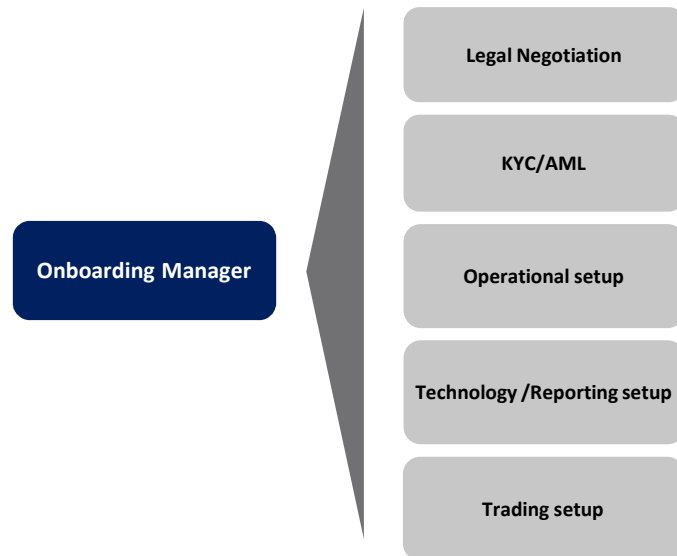 Legal Negotiation
KYC/AML
Onboarding Manager
Operational setup
Technology /Reporting setup
Trading setup